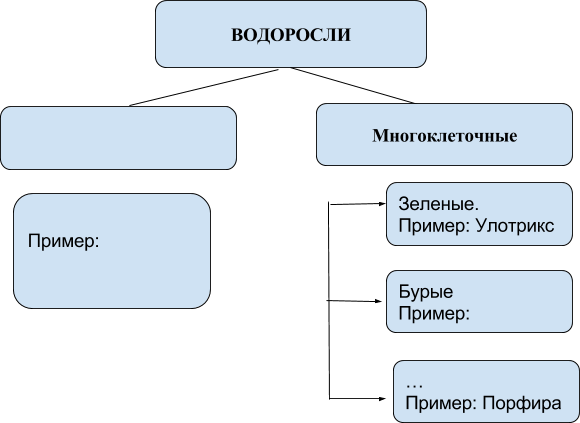 ВОДОРОСЛИ
Многоклеточные
Пример:
Зеленые.
Пример: Улотрикс
Бурые
Пример:
...
Пример: Порфира